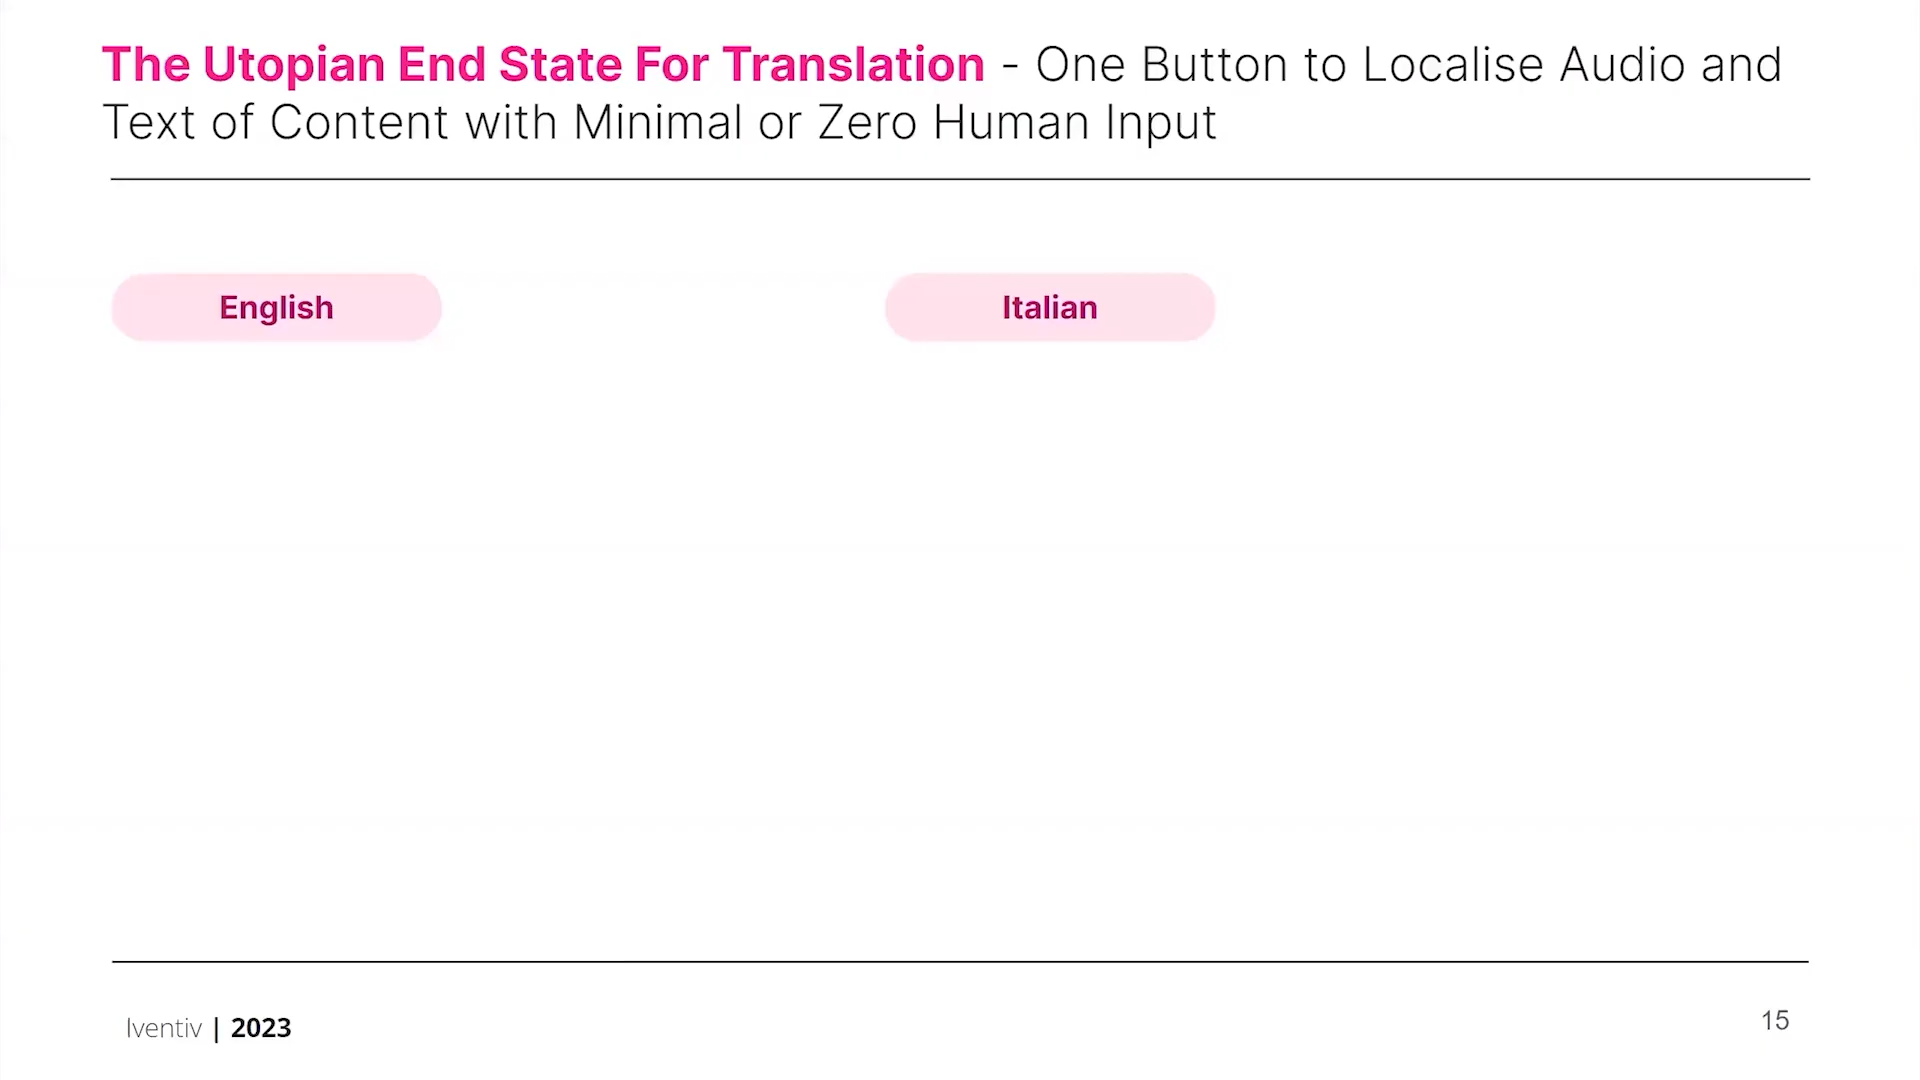 The Utopian End State For Translation - One Button to Localise Audio and
Text of Content with Minimal or Zero Human Input
English
Italian
Iventiv | 2023
15